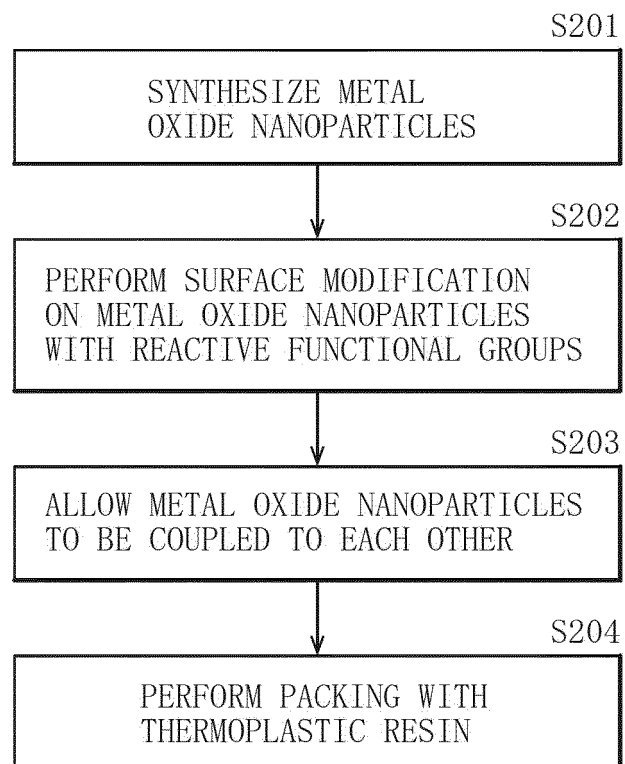 S201
SYNTHESIZE METAL
OXIDE NANOPARTICLES
S202
PERFORM SURFACE MODIFICATION
ON METAL OXIDE NANOPARTICLES
WITH REACTIVE FUNCTIONAL GROUPS
S203
ALLOW METAL OXIDE NANOPARTICLES
TO BE COUPLED TO EACH OTHER
S204
PERFORM PACKING WITH
THERMOPLASTIC RESIN